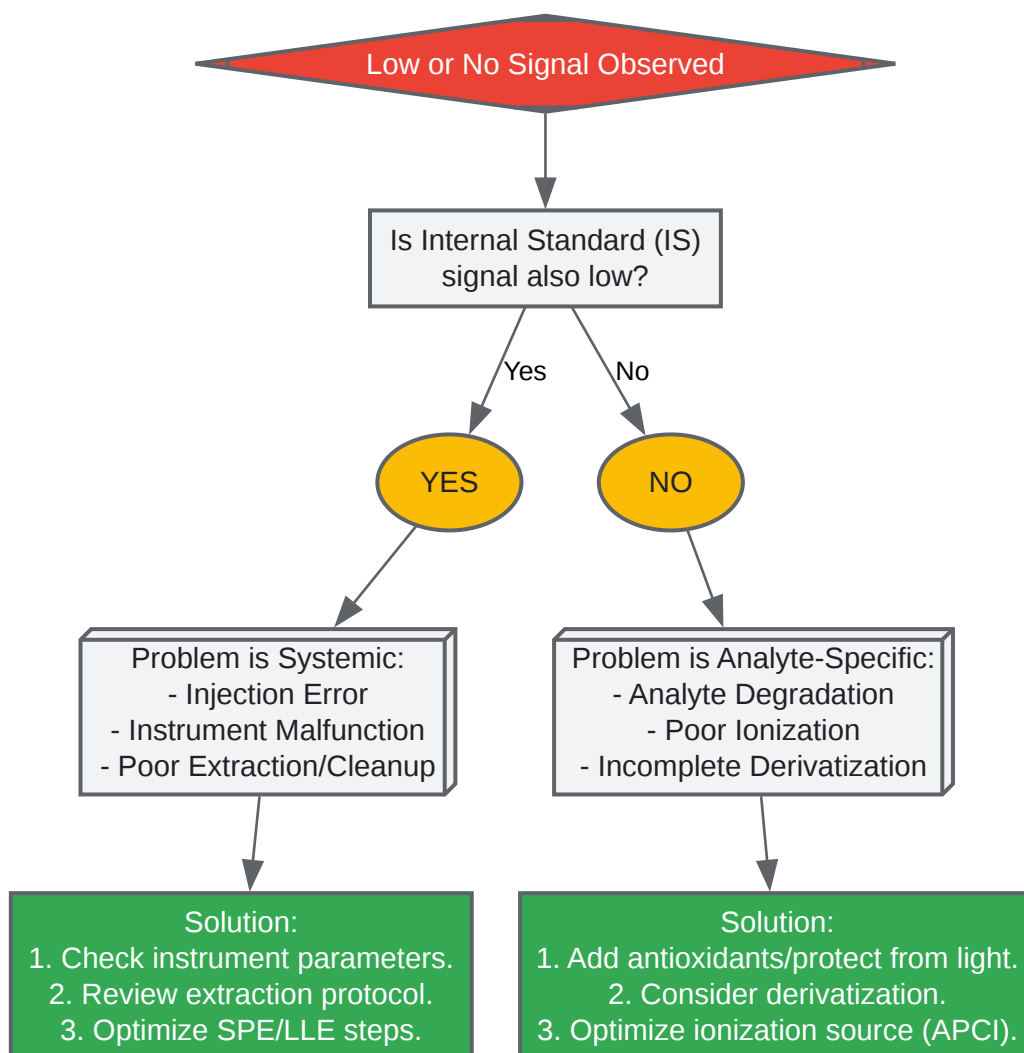 Low or No Signal Observed
Is Internal Standard (IS)
signal also low?
Yes
No
YES
NO
Problem is Systemic:
- Injection Error
- Instrument Malfunction
- Poor Extraction/Cleanup
Problem is Analyte-Specific:
- Analyte Degradation
- Poor Ionization
- Incomplete Derivatization
Solution:
1. Check instrument parameters.
2. Review extraction protocol.
3. Optimize SPE/LLE steps.
Solution:
1. Add antioxidants/protect from light.
2. Consider derivatization.
3. Optimize ionization source (APCI).